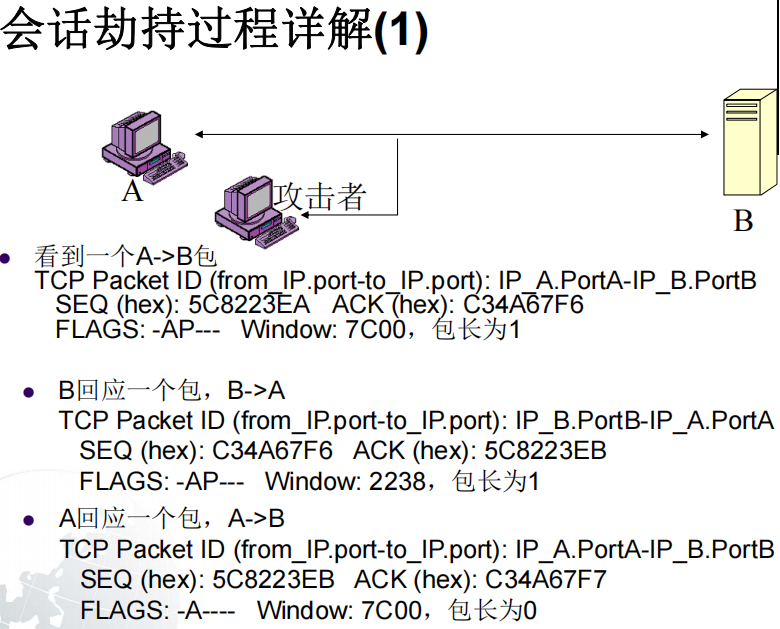 会话劫持过程详解(1)
A
攻击者
B
看到一个A->B包
TCP Packet ID (from_IP.port-to_IP.port): IP_A.PortA-IP_B.PortB
SEQ (hex): 5C8223EA ACK (hex): C34A67F6
FLAGS: -AP--- Window: 7C00，包长为1
B回应一个包，B->A
TCP Packet ID (from_IP.port-to_IP.port): IP_B.PortB-IP_A.PortA
SEQ (hex): C34A67F6 ACK (hex): 5C8223EB
FLAGS: -AP--- Window: 2238，包长为1
A回应一个包，A->B
TCP Packet ID (from_IP.port-to_IP.port): IP_A.PortA-IP_B.PortB
SEQ (hex): 5C8223EB ACK (hex): C34A67F7
FLAGS: -A---- Window: 7C00，包长为0